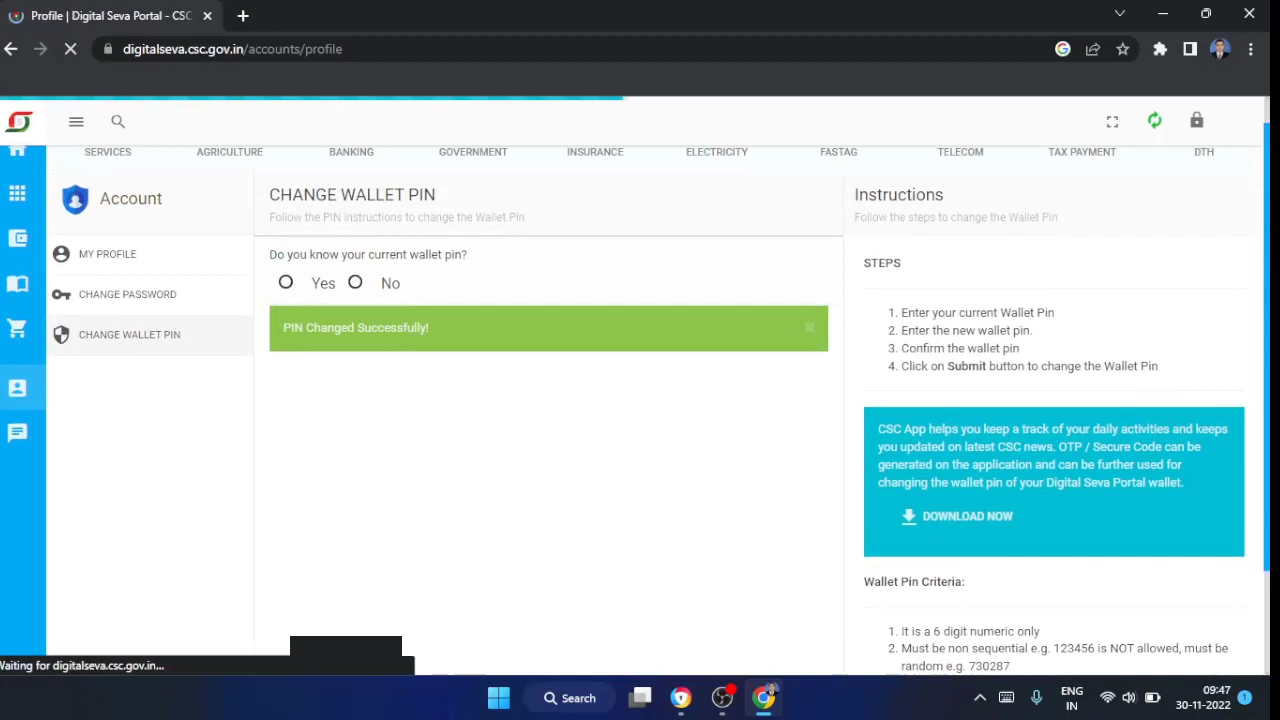 Profile | Digital Seva Portal - CSC
digitalseva.csc.gov.in/accounts/profile
SERVICES AGRICULTURE BANKING GOVERNMENT INSURANCE ELECTRICITY FASTAG TELECOM TAX PAYMENT DTH
Account
MY PROFILE
CHANGE PASSWORD
CHANGE WALLET PIN
CHANGE WALLET PIN
Follow the PIN instructions to change the Wallet Pin
Do you know your current wallet pin?
Yes No
PIN Changed Successfully!
Instructions
Follow the steps to change the Wallet Pin
STEPS
1. Enter your current Wallet Pin
2. Enter the new wallet pin.
3. Confirm the wallet pin
4. Click on Submit button to change the Wallet Pin
CSC App helps you keep a track of your daily activities and keeps
you updated on latest CSC news. OTP / Secure Code can be
generated on the application and can be further used for
changing the wallet pin of your Digital Seva Portal wallet.
DOWNLOAD NOW
Wallet Pin Criteria:
1. It is a 6 digit numeric only
2. Must be non sequential e.g. 123456 is NOT allowed, must be
random e.g. 730287
Waiting for digitalseva.csc.gov.in...
Search
ENG
IN
09:47
30-11-2022
1